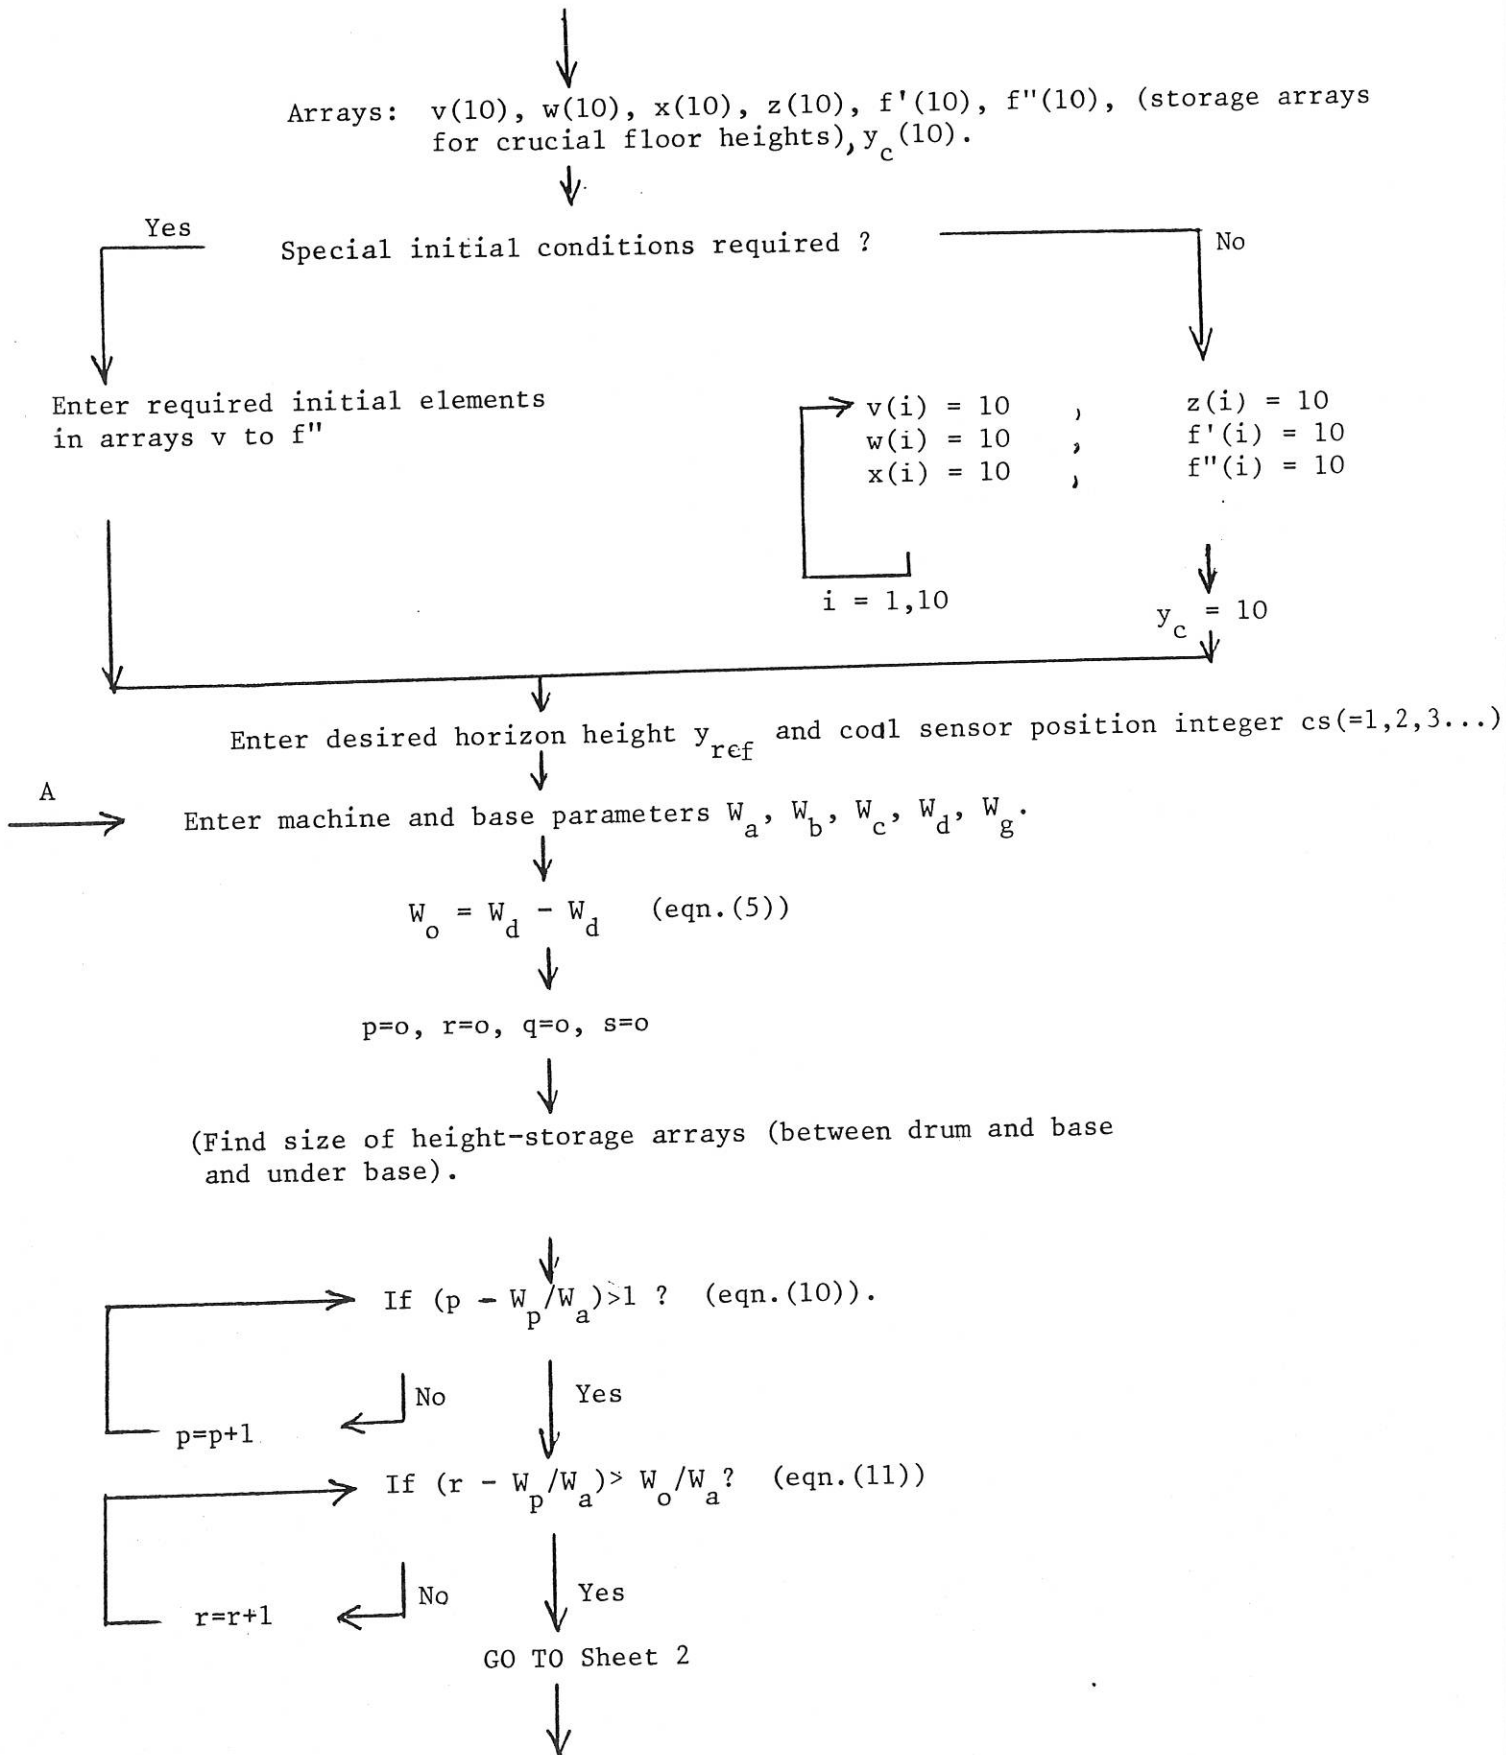 Arrays: v(10), w(10), x(10), z(10), f'(10), f"(10), (storage arrays
for crucial floor heights), y_c(10).
Yes
Special initial conditions required ?
No
Enter required initial elements
in arrays v to f"
v(i) = 10 , z(i) = 10
w(i) = 10 , f'(i) = 10
x(i) = 10 , f"(i) = 10
i = 1,10
y_c = 10
Enter desired horizon height y_ref and coal sensor position integer cs(=1,2,3...)
A
Enter machine and base parameters W_a, W_b, W_c, W_d, W_g.
W_o = W_d - W_d (eqn.(5))
p=o, r=o, q=o, s=o
(Find size of height-storage arrays (between drum and base
and under base).
If (p - W_p/W_a)>1 ? (eqn.(10)).
No
Yes
p=p+1
If (r - W_p/W_a)> W_o/W_a? (eqn.(11))
No
Yes
r=r+1
GO TO Sheet 2